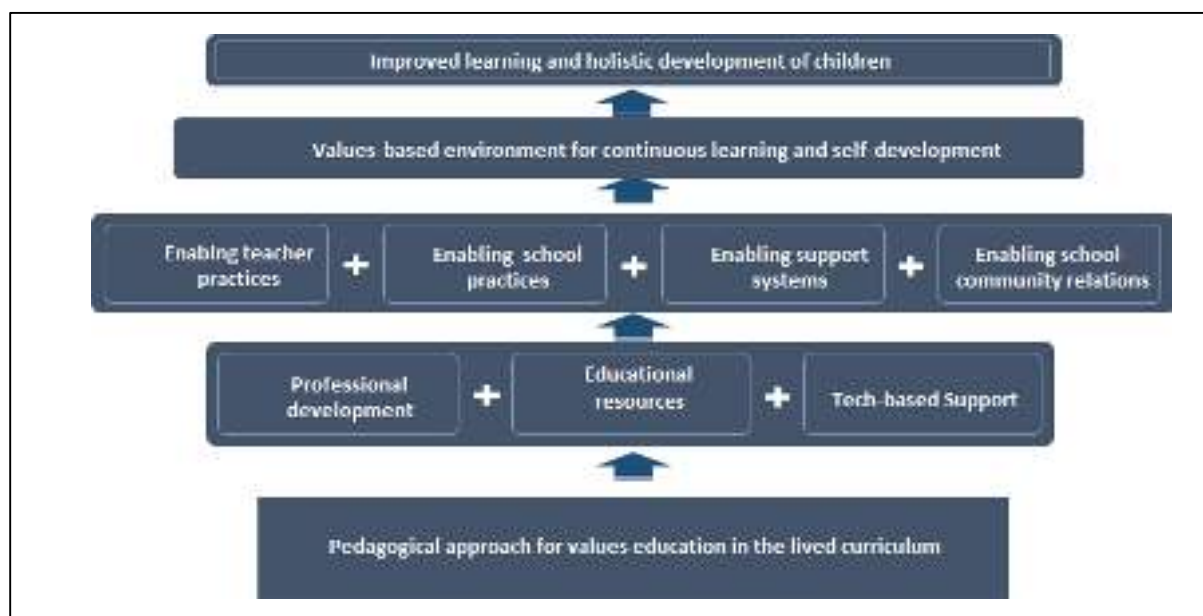 Improved learning and holistic development of children
Values based environment for continuous learning and self development
Enabing teacher
practices
Enabling school
practices
Enabling support
systems
Enabling school
community relations
Professional
development
Educational
resources
Tech-based Support
Pedagogical approach for values education in the lived curriculum